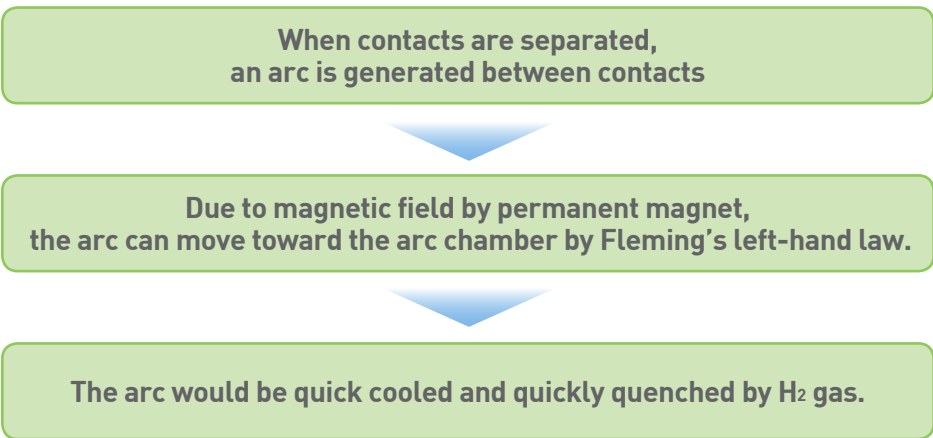 When contacts are separated,
an arc is generated between contacts
Due to magnetic field by permanent magnet,
the arc can move toward the arc chamber by Fleming’s left-hand law.
The arc would be quick cooled and quickly quenched by H₂ gas.